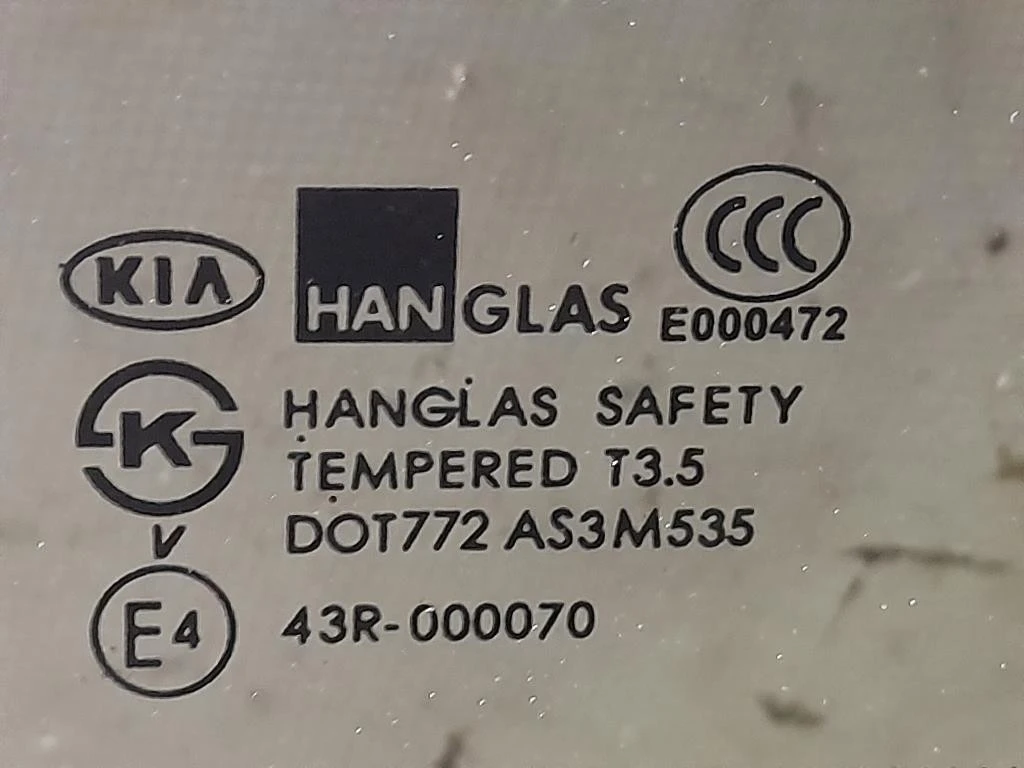 KIA
HANGLAS
CCC
E000472
K
HANGLAS SAFETY
TEMPERED T3.5
DOT772 AS3M535
V
E4
43R-000070